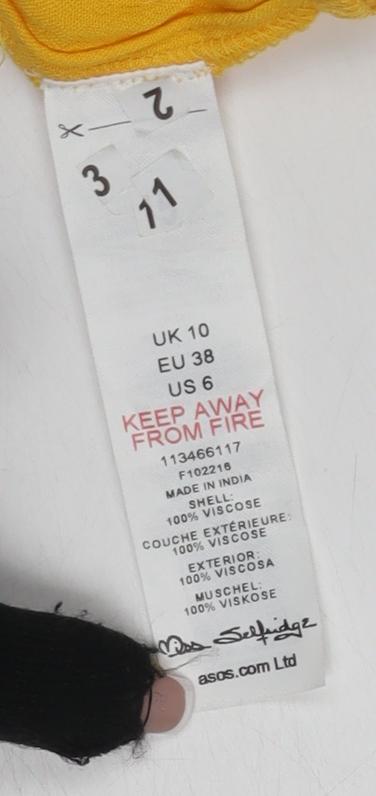 2
3
11
UK 10
EU 38
US 6
KEEP AWAY
FROM FIRE
113466117
F102216
MADE IN INDIA
SHELL:
100% VISCOSE
COUCHE EXTÉRIEURE:
100% VISCOSE
EXTERIOR:
100% VISCOSA
MUSCHEL:
100% VISKOSE
Miss Selfridge
asos.com Ltd